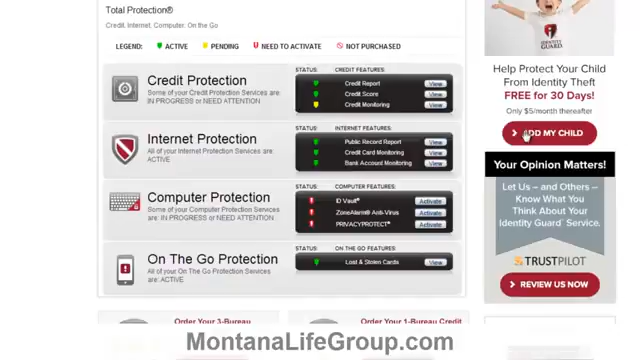 Total Protection®
Credit. Internet. Computer. On the Go
LEGEND: ACTIVE PENDING NEED TO ACTIVATE NOT PURCHASED
Credit Protection
Some of your Credit Protection Services are:
IN PROGRESS or NEED ATTENTION
STATUS: CREDIT FEATURES:
Credit Report View
Credit Score View
Credit Monitoring View
Internet Protection
All of your Internet Protection Services are:
ACTIVE
STATUS: INTERNET FEATURES:
Public Record Report View
Credit Card Monitoring View
Bank Account Monitoring View
Computer Protection
Some of your Computer Protection Services are:
IN PROGRESS or NEED ATTENTION
STATUS: COMPUTER FEATURES:
ID Vault® Activate
ZoneAlarm® Anti-Virus Activate
PRIVACYPROTECT® Activate
On The Go Protection
All of your On The Go Protection Services
are: ACTIVE
STATUS: ON THE GO FEATURES:
Lost & Stolen Cards View
Order Your 3-Bureau
Order Your 1-Bureau Credit
IDENTITY GUARD
Help Protect Your Child
From Identity Theft
FREE for 30 Days!
Only $5/month thereafter
ADD MY CHILD
Your Opinion Matters!
Let Us – and Others –
Know What You
Think About Your
Identity Guard Service.
TRUSTPILOT
REVIEW US NOW
MontanaLifeGroup.com